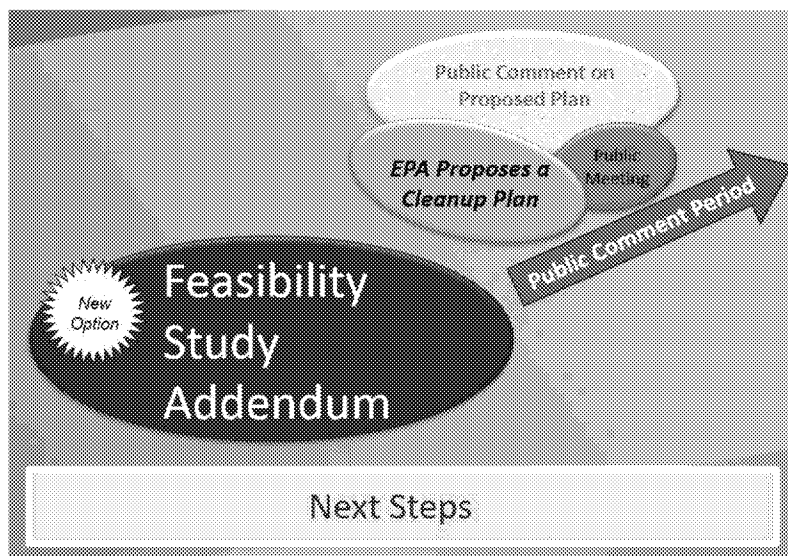 Public Comment on
Proposed Plan
EPA Proposes a
Cleanup Plan
Public
Meeting
Public Comment Period
New
Option
Feasibility
Study
Addendum
Next Steps